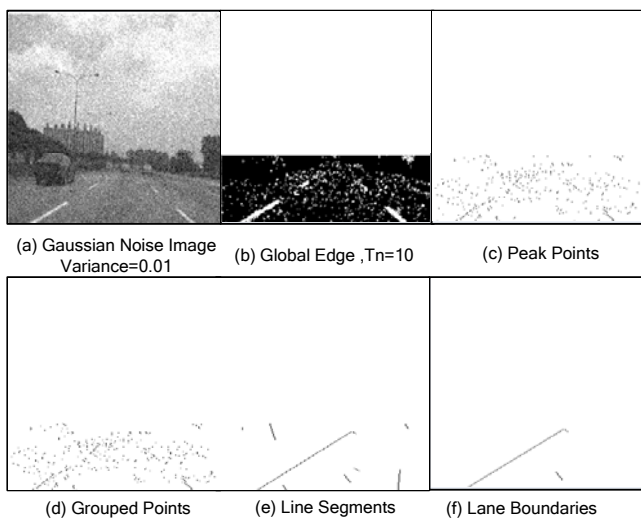 (a) Gaussian Noise Image
Variance=0.01
(b) Global Edge ,Tn=10
(c) Peak Points
(d) Grouped Points
(e) Line Segments
(f) Lane Boundaries